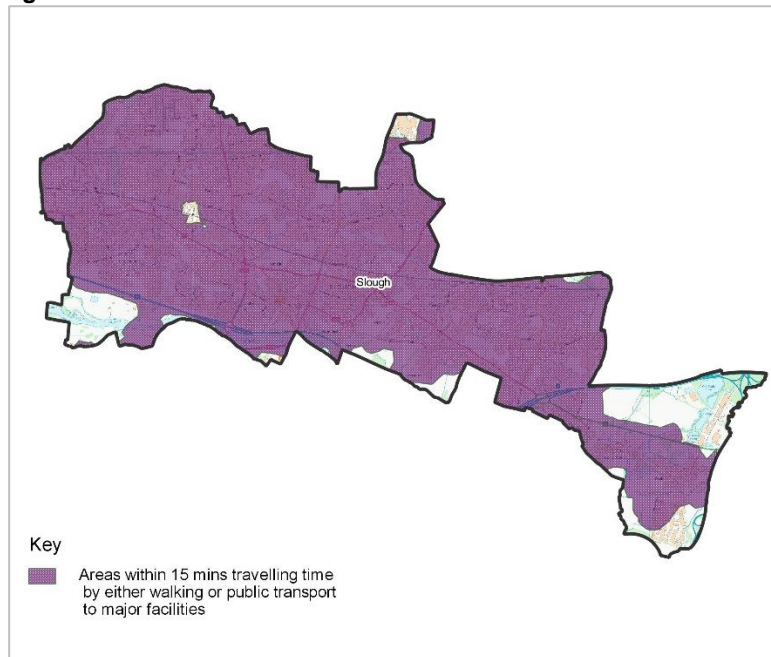 Slough
Key
Areas within 15 mins travelling time
by either walking or public transport
to major facilities